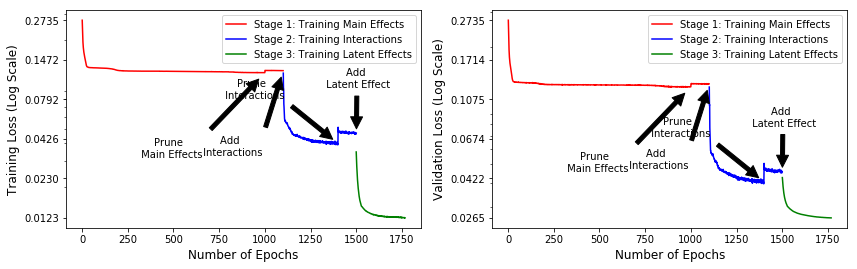 Training Loss (Log Scale)
0.2735
0.1472
0.0792
0.0426
0.0230
0.0123
Stage 1: Training Main Effects
Stage 2: Training Interactions
Stage 3: Training Latent Effects
Prune
Interactions
Add
Latent Effect
Prune
Main Effects
Add
Interactions
0
250
500
750
1000
1250
1500
1750
Number of Epochs
Validation Loss (Log Scale)
0.2735
0.1714
0.1075
0.0674
0.0422
0.0265
Stage 1: Training Main Effects
Stage 2: Training Interactions
Stage 3: Training Latent Effects
Prune
Interactions
Add
Latent Effect
Prune
Main Effects
Add
Interactions
0
250
500
750
1000
1250
1500
1750
Number of Epochs